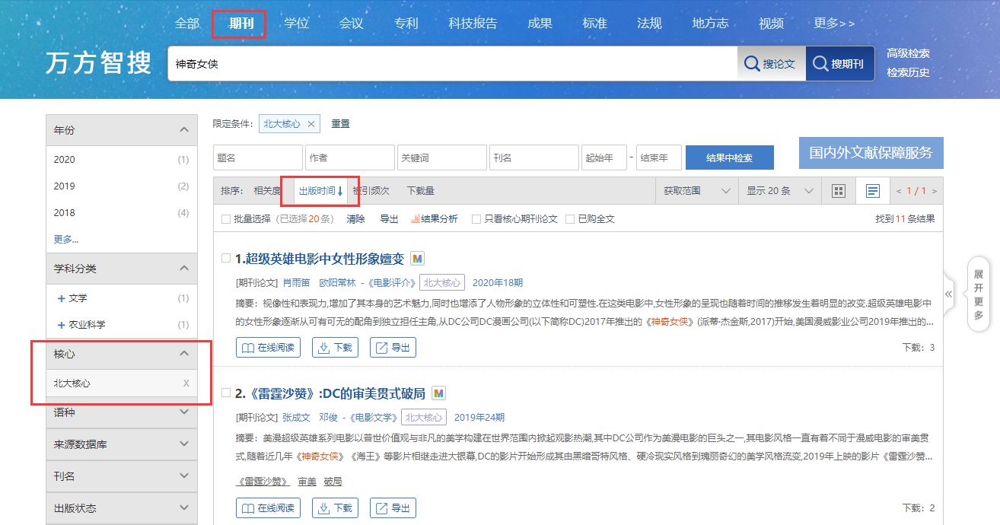 全部 期刊 学位 会议 专利 科技报告 成果 标准 法规 地方志 视频 更多>>
万方智搜
神奇女侠 搜论文 搜期刊
高级检索
检索历史
年份
2020 (1)
2019 (2)
2018 (4)
更多...
学科分类
+ 文学 (1)
+ 农业科学 (1)
核心
北大核心 X
语种
来源数据库
刊名
出版状态
限定条件: 北大核心 × 重置
题名 作者 关键词 刊名 起始年 - 结束年 结果中检索
国内外文献保障服务
排序: 相关度 出版时间↓ 被引频次 下载量 获取范围 显示 20 条 < 1 / 1 >
批量选择 (已选择20条) 清除 导出 结果分析 只看核心期刊论文 已购全文 找到11条结果
1.超级英雄电影中女性形象嬗变 M
[期刊论文] 肖雨笛 欧阳常林 -《电影评介》 北大核心 2020年18期
摘要: 视像性和表现力,增加了其本身的艺术魅力,同时也增添了人物形象的立体性和可塑性.在这类电影中,女性形象的呈现也随着时间的推移发生着明显的改变.超级英雄电影中
的女性形象逐渐从可有可无的配角到独立担任主角,从DC公司DC漫画公司(以下简称DC)2017年推出的《神奇女侠》(派蒂·杰金斯,2017)开始,美国漫威影业公司2019年推出的...
在线阅读 下载 导出 下载: 3
2.《雷霆沙赞》:DC的审美贯式破局 M
[期刊论文] 张成文 邓俊 -《电影文学》 北大核心 2019年24期
摘要: 美漫超级英雄系列电影以普世价值观与非凡的美学构建在世界范围内掀起观影热潮,其中DC公司作为美漫电影的巨头之一,其电影风格一直有着不同于漫威电影的审美贯
式,随着近几年《神奇女侠》《海王》等影片相继走进大银幕,DC的影片开始形成其由黑暗哥特风格、硬冷现实风格到瑰丽奇幻的美学风格流变,2019年上映的影片《雷霆沙赞...
《雷霆沙赞》 审美 破局
在线阅读 下载 导出 下载: 2
«
展
开
更
多